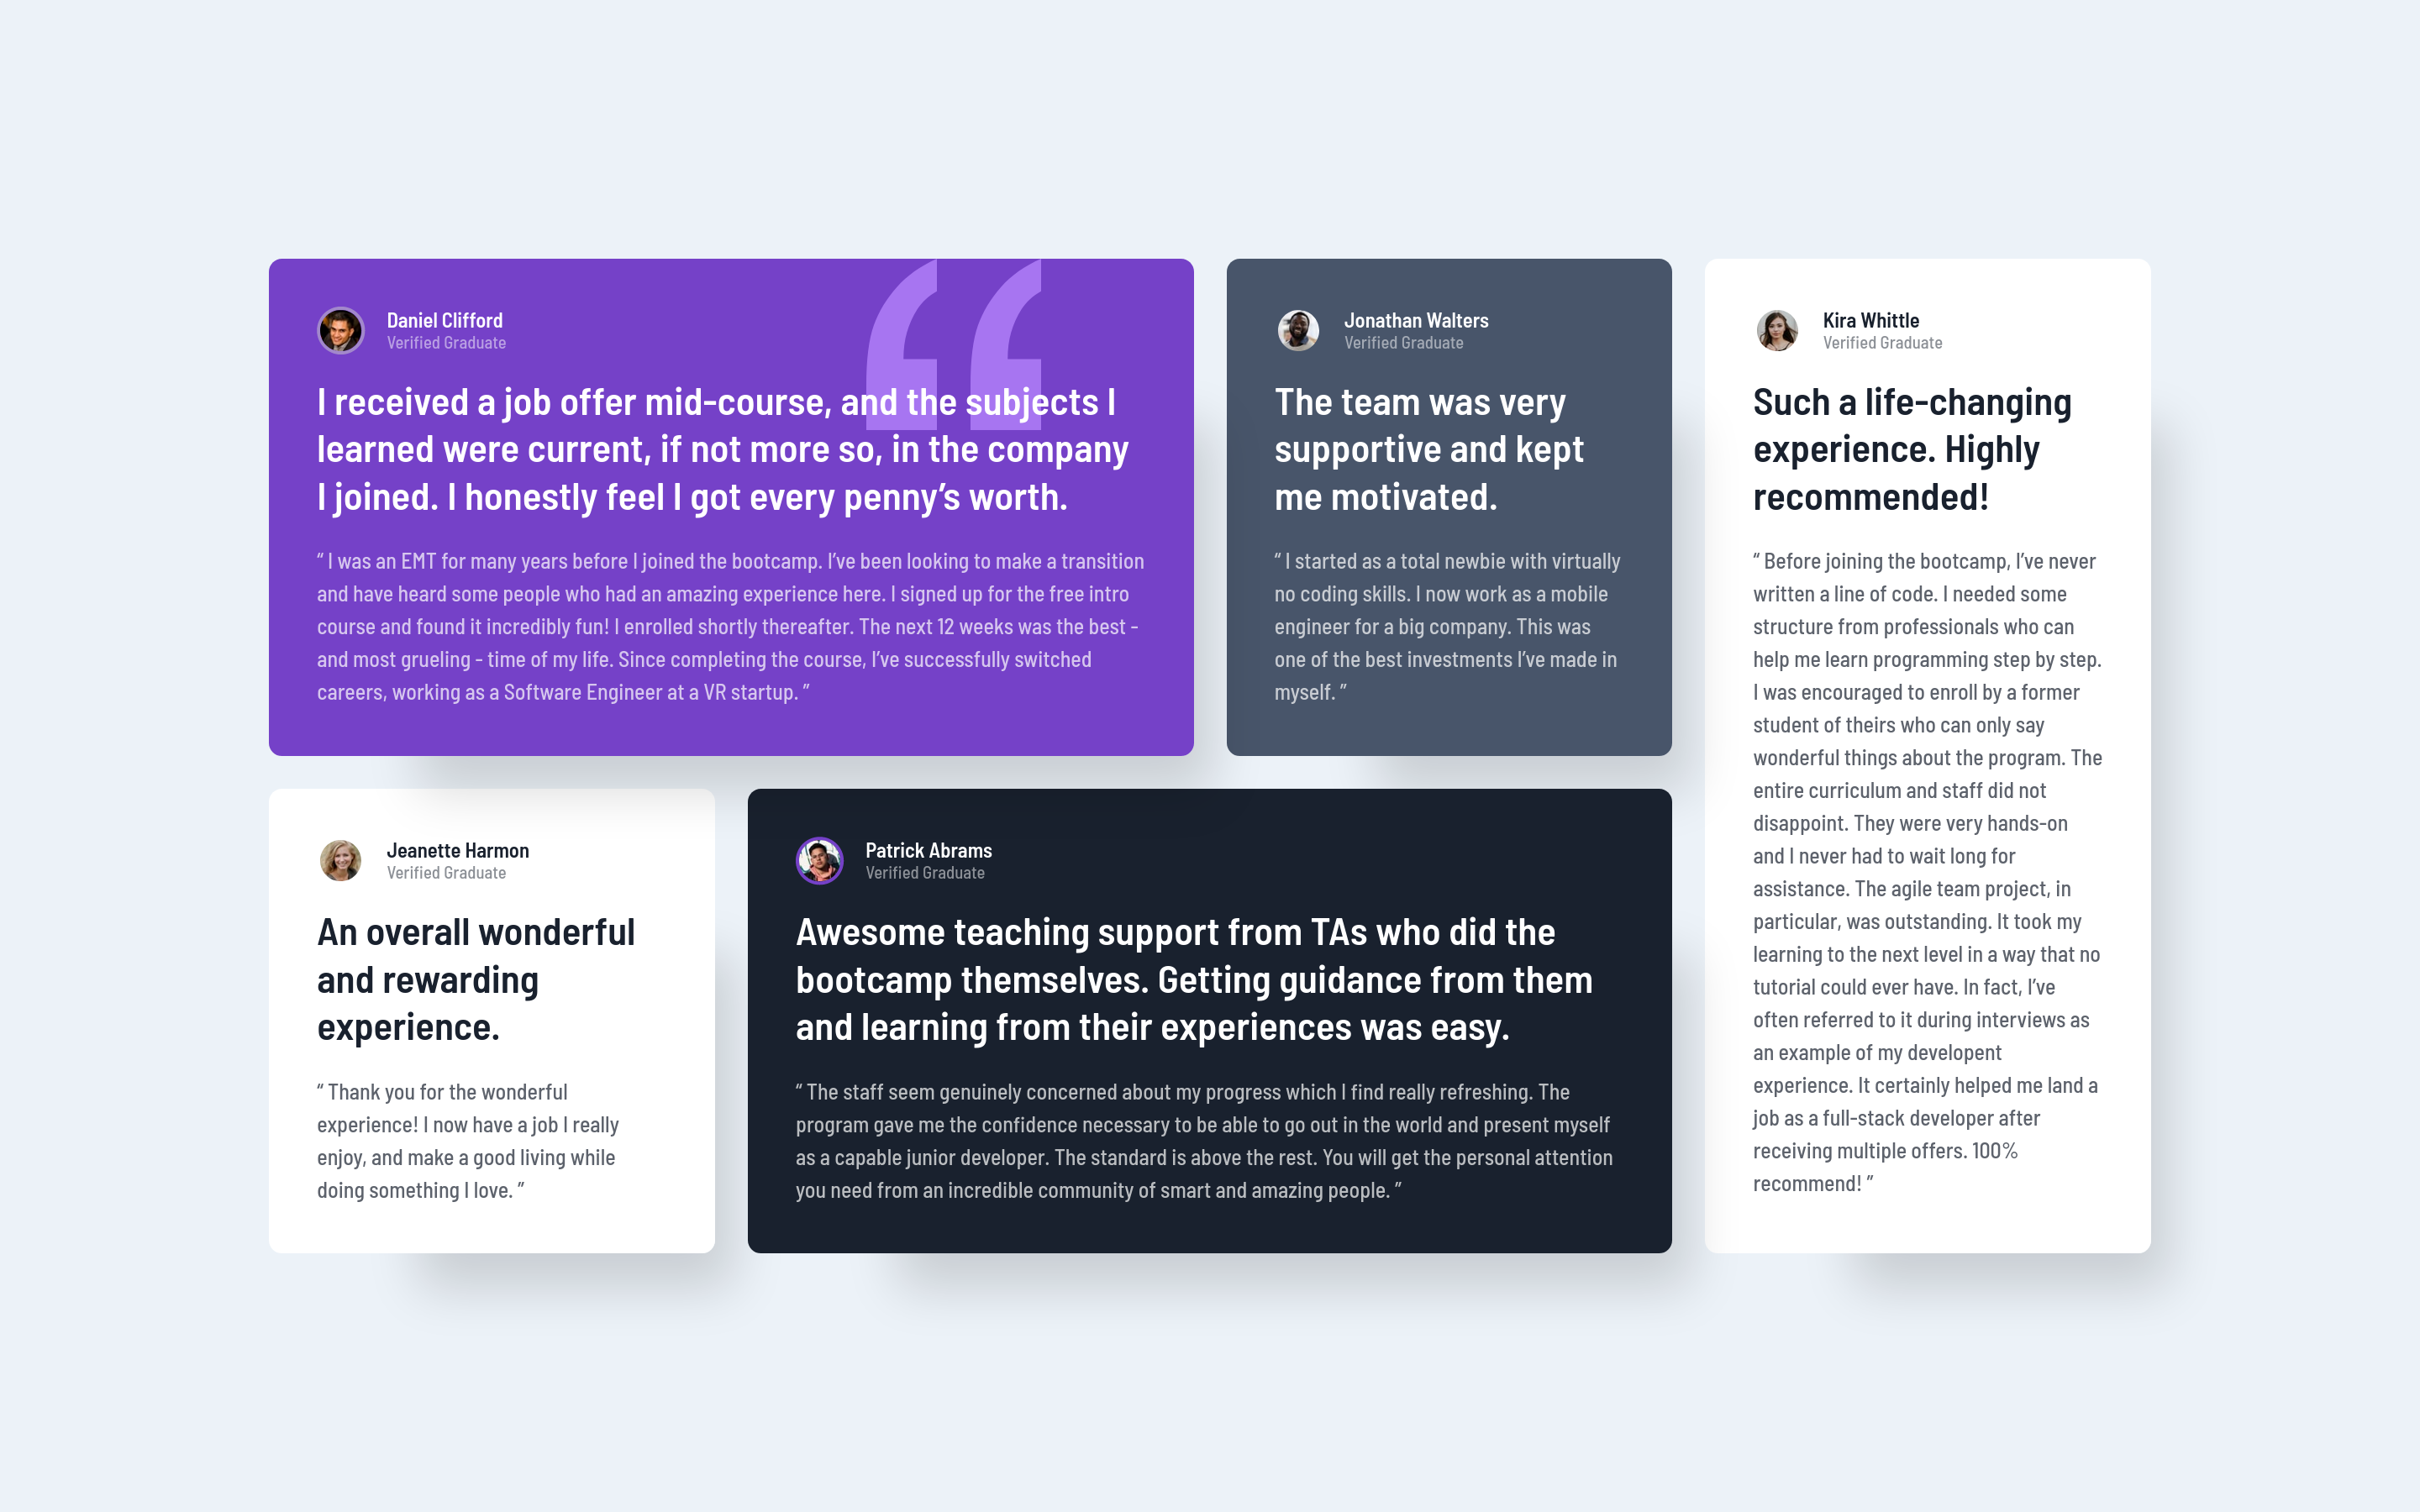 Daniel Clifford
Verified Graduate
I received a job offer mid-course, and the subjects I
learned were current, if not more so, in the company
I joined. I honestly feel I got every penny’s worth.
“ I was an EMT for many years before I joined the bootcamp. I’ve been looking to make a transition
and have heard some people who had an amazing experience here. I signed up for the free intro
course and found it incredibly fun! I enrolled shortly thereafter. The next 12 weeks was the best -
and most grueling - time of my life. Since completing the course, I’ve successfully switched
careers, working as a Software Engineer at a VR startup. ”
Jonathan Walters
Verified Graduate
The team was very
supportive and kept
me motivated.
“ I started as a total newbie with virtually
no coding skills. I now work as a mobile
engineer for a big company. This was
one of the best investments I’ve made in
myself. ”
Kira Whittle
Verified Graduate
Such a life-changing
experience. Highly
recommended!
“ Before joining the bootcamp, I’ve never
written a line of code. I needed some
structure from professionals who can
help me learn programming step by step.
I was encouraged to enroll by a former
student of theirs who can only say
wonderful things about the program. The
entire curriculum and staff did not
disappoint. They were very hands-on
and I never had to wait long for
assistance. The agile team project, in
particular, was outstanding. It took my
learning to the next level in a way that no
tutorial could ever have. In fact, I’ve
often referred to it during interviews as
an example of my developent
experience. It certainly helped me land a
job as a full-stack developer after
receiving multiple offers. 100%
recommend! ”
Jeanette Harmon
Verified Graduate
An overall wonderful
and rewarding
experience.
“ Thank you for the wonderful
experience! I now have a job I really
enjoy, and make a good living while
doing something I love. ”
Patrick Abrams
Verified Graduate
Awesome teaching support from TAs who did the
bootcamp themselves. Getting guidance from them
and learning from their experiences was easy.
“ The staff seem genuinely concerned about my progress which I find really refreshing. The
program gave me the confidence necessary to be able to go out in the world and present myself
as a capable junior developer. The standard is above the rest. You will get the personal attention
you need from an incredible community of smart and amazing people. ”